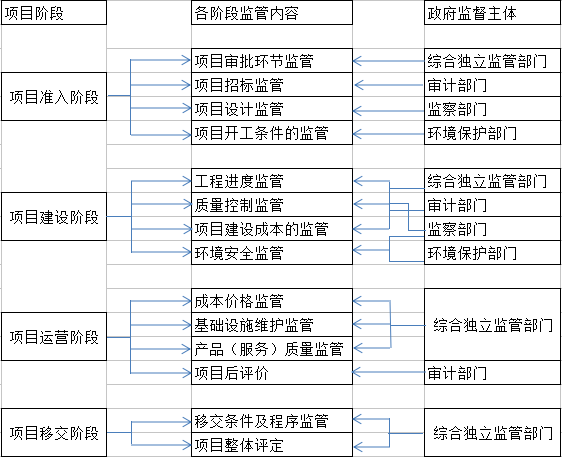 项目阶段 各阶段监管内容 政府监督主体
项目审批环节监管 综合独立监管部门
项目准入阶段 项目招标监管 审计部门
项目设计监管 监察部门
项目开工条件的监管 环境保护部门
工程进度监管 综合独立监管部门
项目建设阶段 质量控制监管 审计部门
项目建设成本的监管 监察部门
环境安全监管 环境保护部门
成本价格监管
项目运营阶段 基础设施维护监管 综合独立监管部门
产品（服务）质量监管
项目后评价 审计部门
项目移交阶段 移交条件及程序监管 综合独立监管部门
项目整体评定